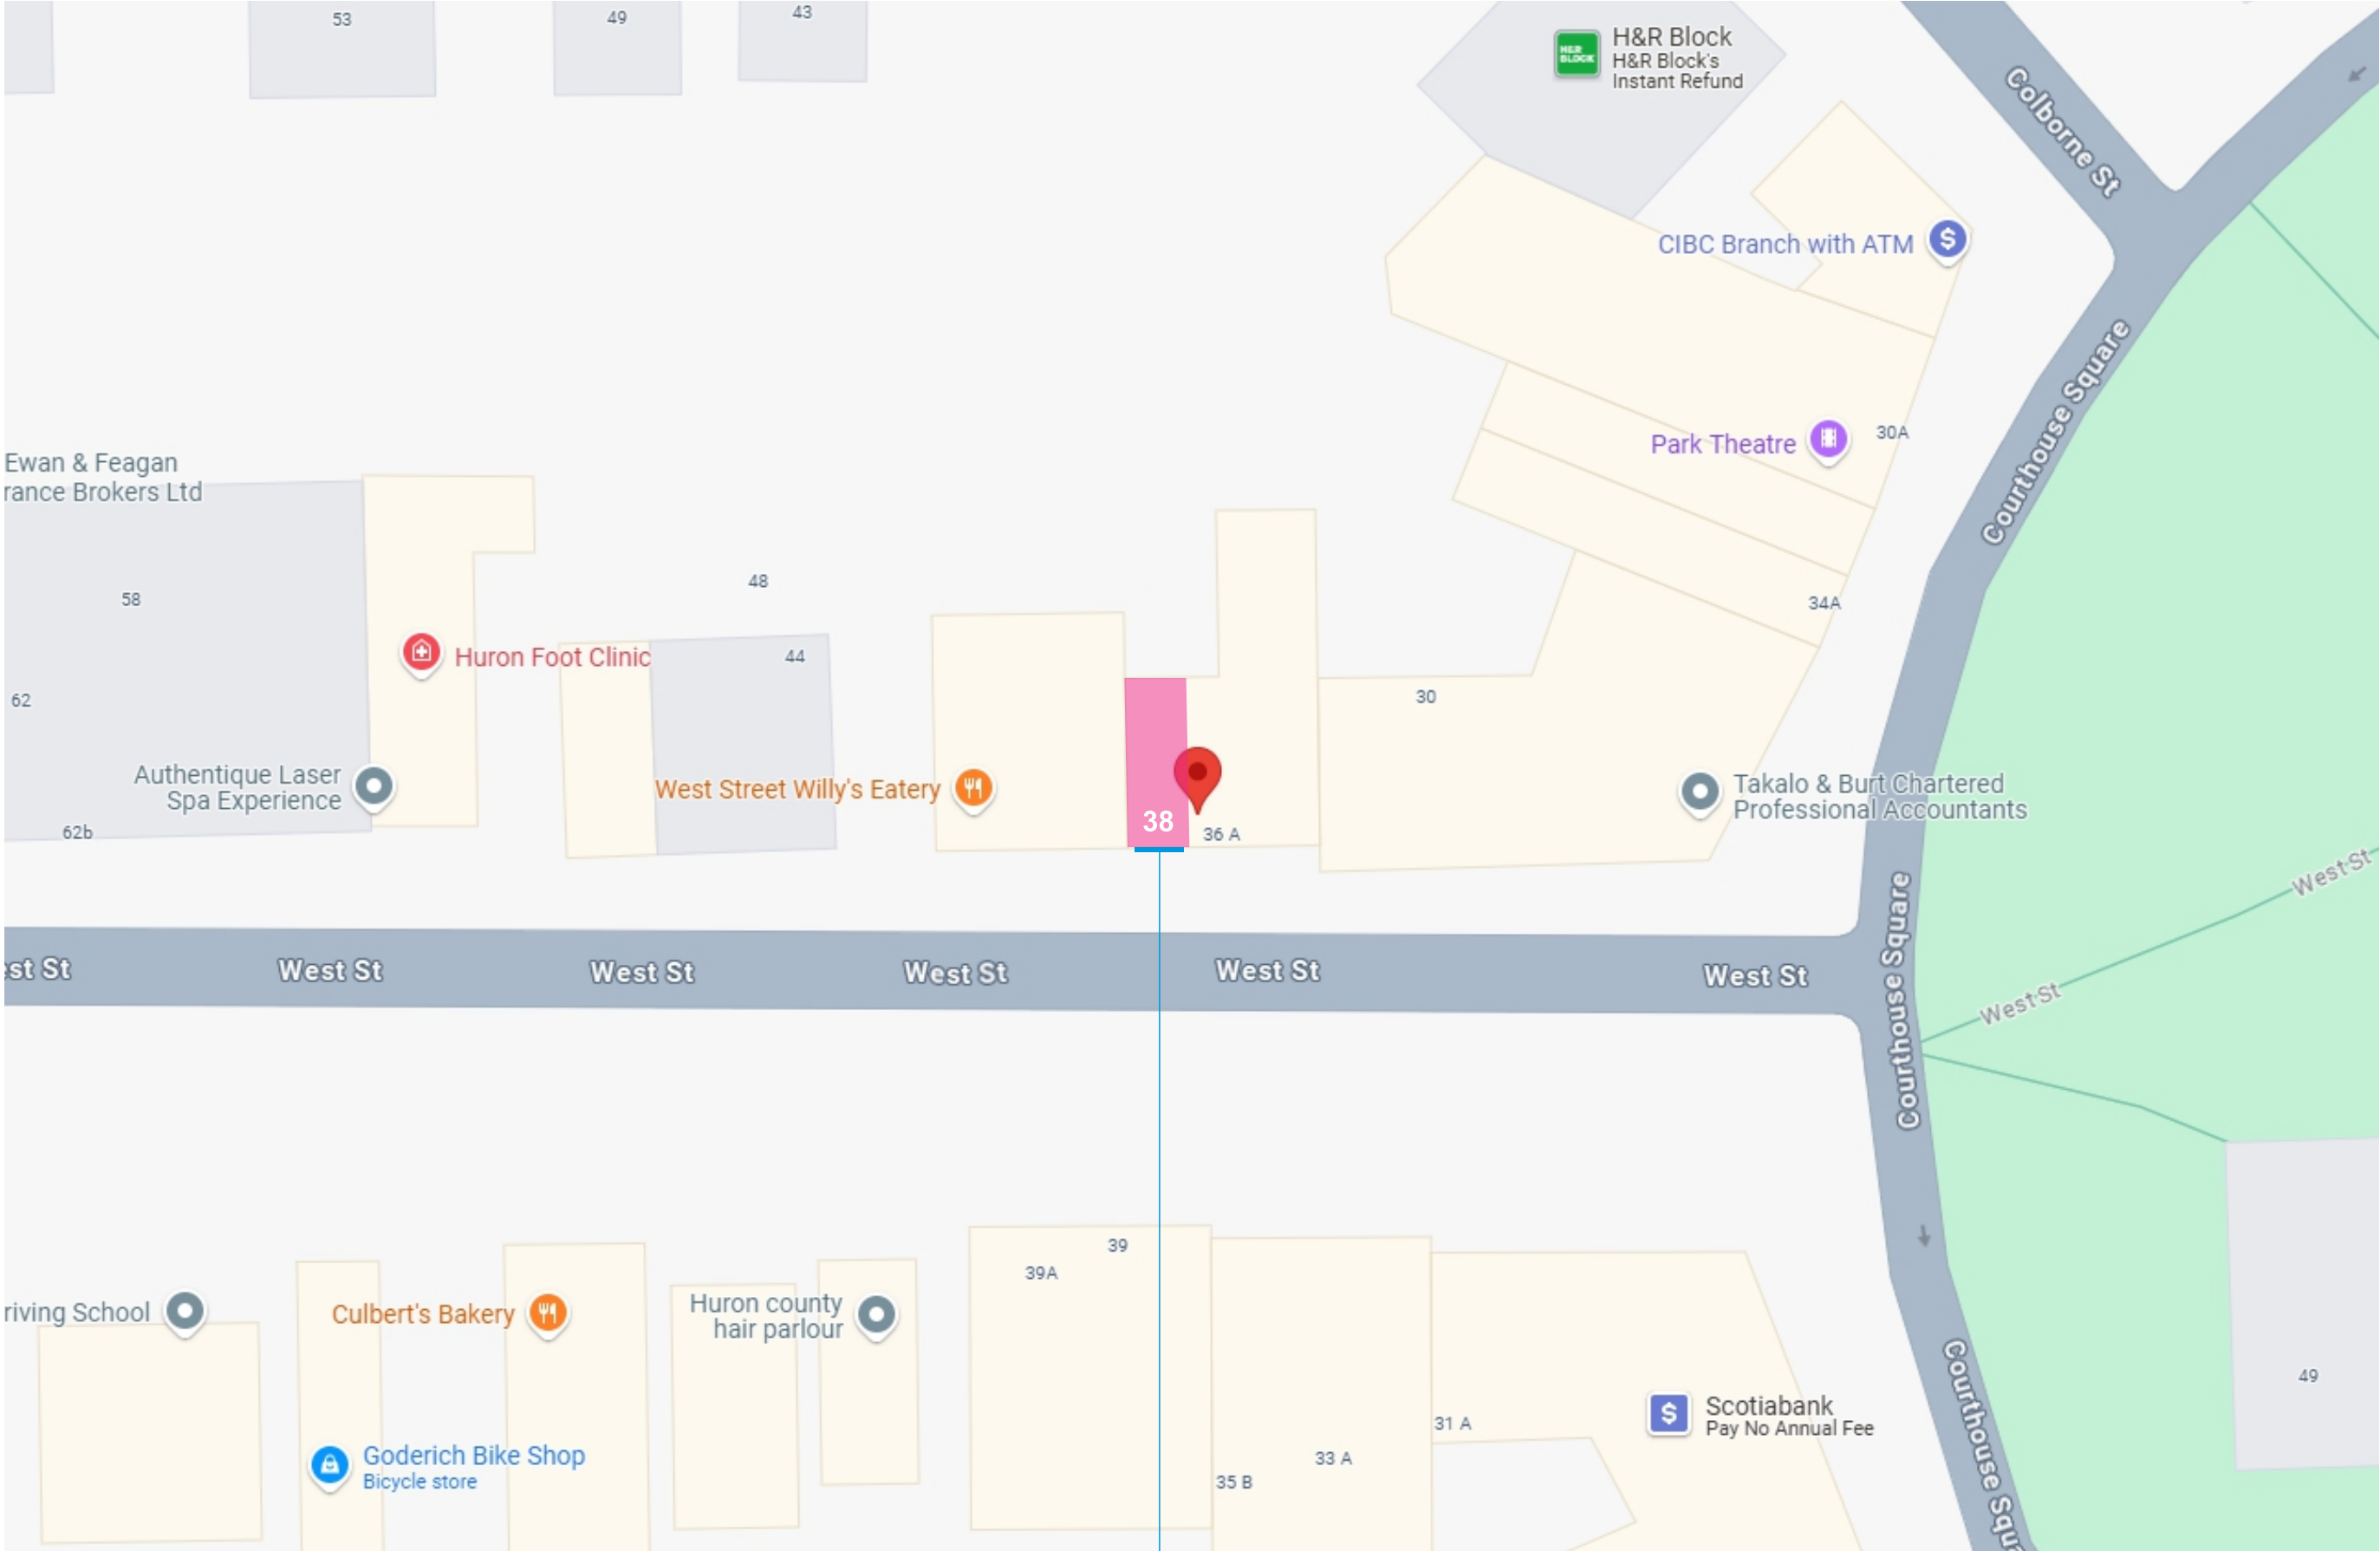 53
49
43
H&R BLOCK
H&R Block
H&R Block's
Instant Refund
Colborne St
CIBC Branch with ATM
$
Courthouse Square
Park Theatre
30A
Ewan & Feagan
rance Brokers Ltd
58
48
34A
Huron Foot Clinic
44
62
30
Authentique Laser
Spa Experience
West Street Willy's Eatery
Takalo & Burt Chartered
Professional Accountants
62b
38
36 A
West St
Courthouse Square
st St
West St
West St
West St
West St
West St
West St
39
39A
riving School
Culbert's Bakery
Huron county
hair parlour
49
$
Scotiabank
Pay No Annual Fee
31 A
Goderich Bike Shop
Bicycle store
33 A
35 B
Courthouse Squa